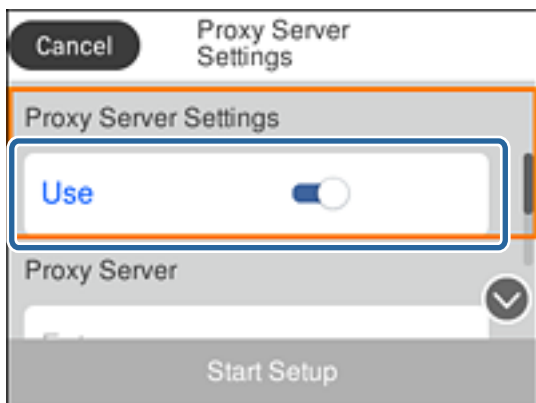 Cancel
Proxy Server
Settings
Proxy Server Settings
Use
Proxy Server
Start Setup